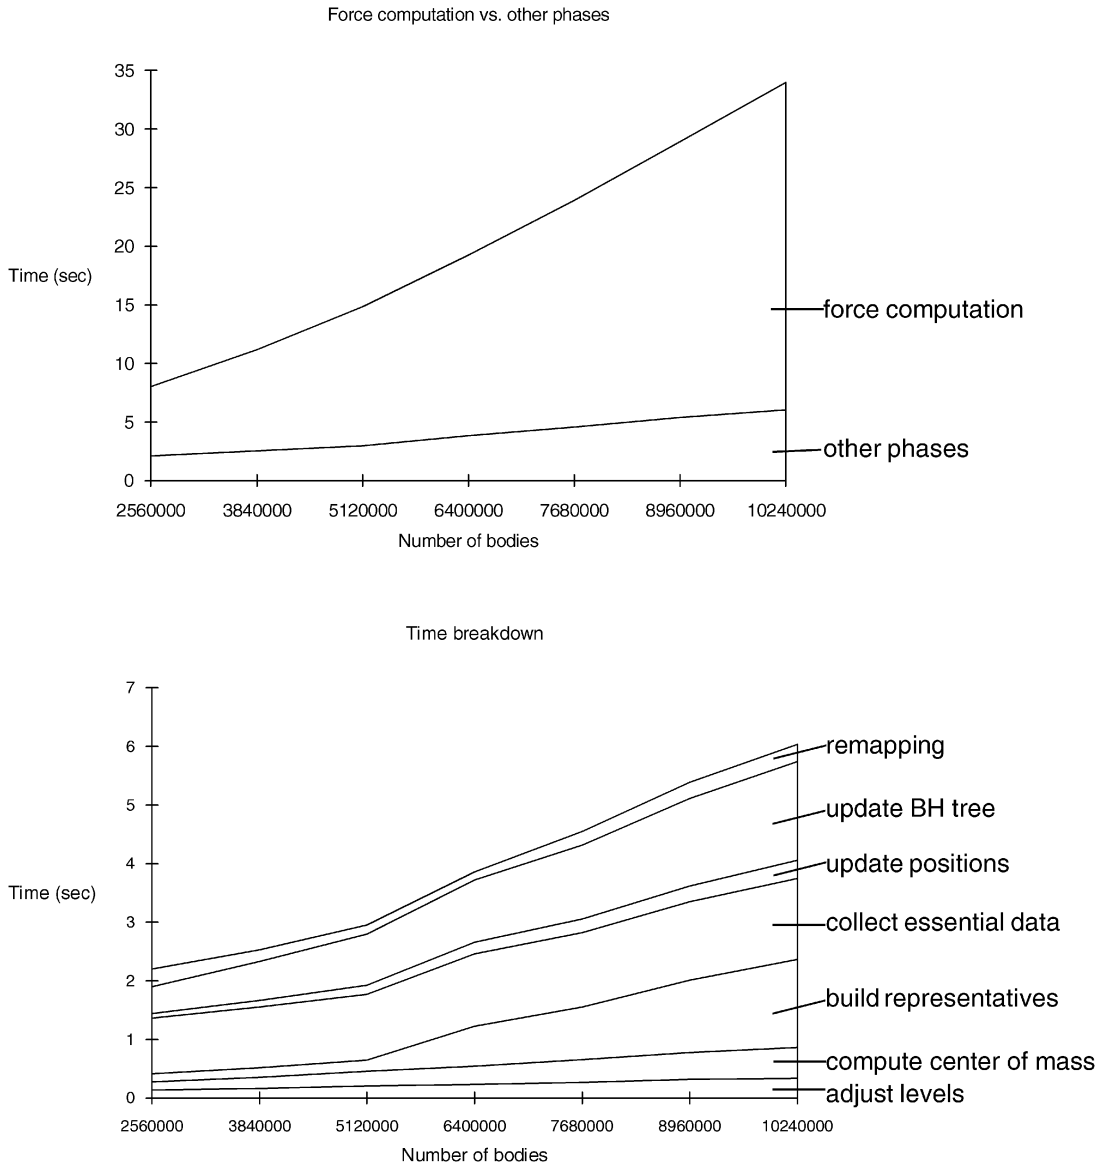 Force computation vs. other phases
35
30
25
20
Time (sec)
15
force computation
10
5
other phases
0
2560000 3840000 5120000 6400000 7680000 8960000 10240000
Number of bodies
Time breakdown
7
6
remapping
5
update BH tree
4
update positions
Time (sec)
3
collect essential data
2
build representatives
1
compute center of mass
0
adjust levels
2560000 3840000 5120000 6400000 7680000 8960000 10240000
Number of bodies